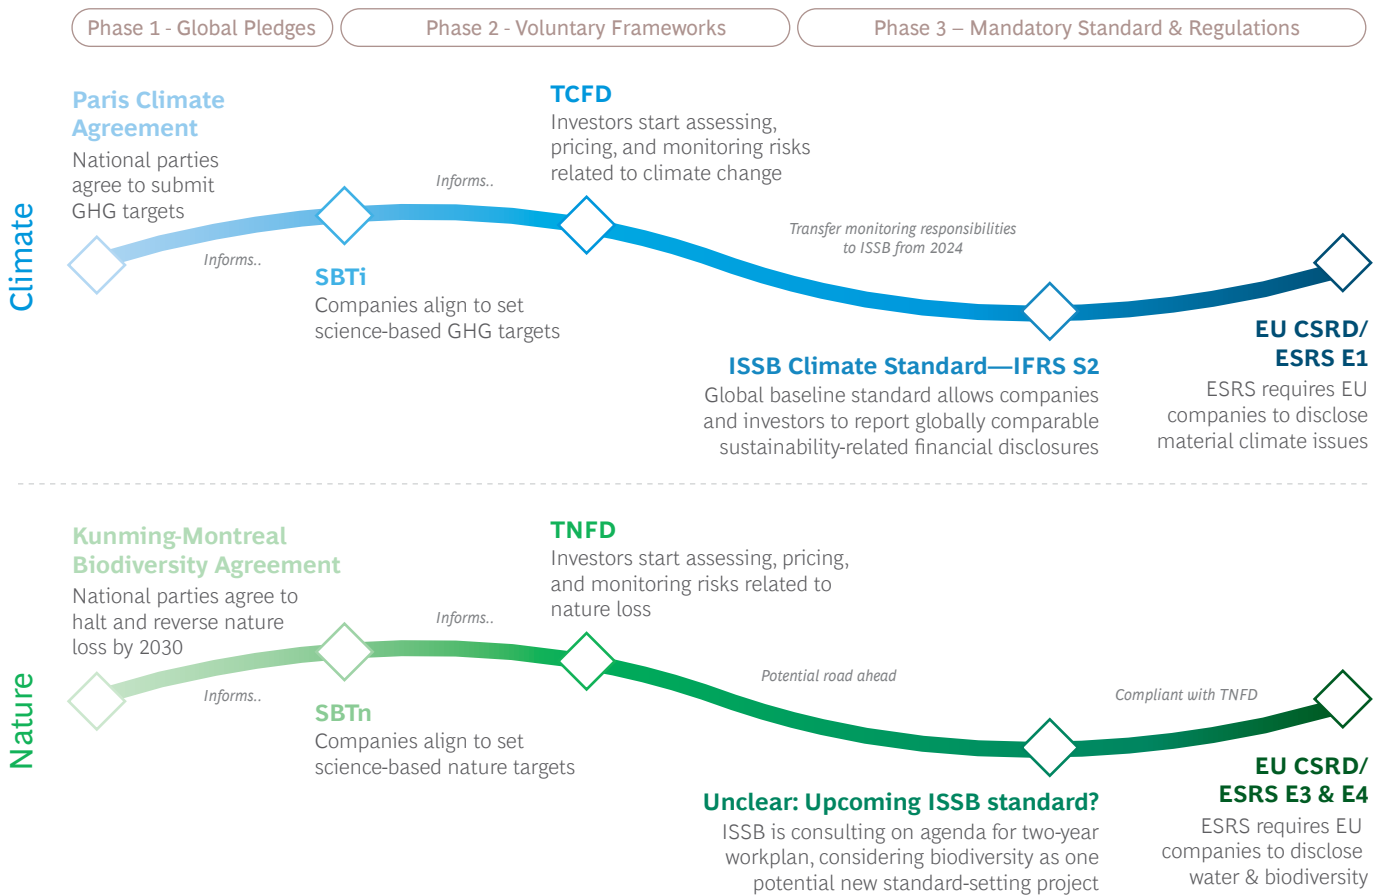 Phase 1 - Global Pledges
Phase 2 - Voluntary Frameworks
Phase 3 – Mandatory Standard & Regulations
Climate
Paris Climate
Agreement
National parties
agree to submit
GHG targets
Informs..
SBTi
Companies align to set
science-based GHG targets
Informs..
TCFD
Investors start assessing,
pricing, and monitoring risks
related to climate change
Transfer monitoring responsibilities
to ISSB from 2024
ISSB Climate Standard—IFRS S2
Global baseline standard allows companies
and investors to report globally comparable
sustainability-related financial disclosures
EU CSRD/
ESRS E1
ESRS requires EU
companies to disclose
material climate issues
Nature
Kunming-Montreal
Biodiversity Agreement
National parties agree to
halt and reverse nature
loss by 2030
Informs..
SBTn
Companies align to set
science-based nature targets
Informs..
TNFD
Investors start assessing, pricing,
and monitoring risks related to
nature loss
Potential road ahead
Unclear: Upcoming ISSB standard?
ISSB is consulting on agenda for two-year
workplan, considering biodiversity as one
potential new standard-setting project
Compliant with TNFD
EU CSRD/
ESRS E3 & E4
ESRS requires EU
companies to disclose
water & biodiversity